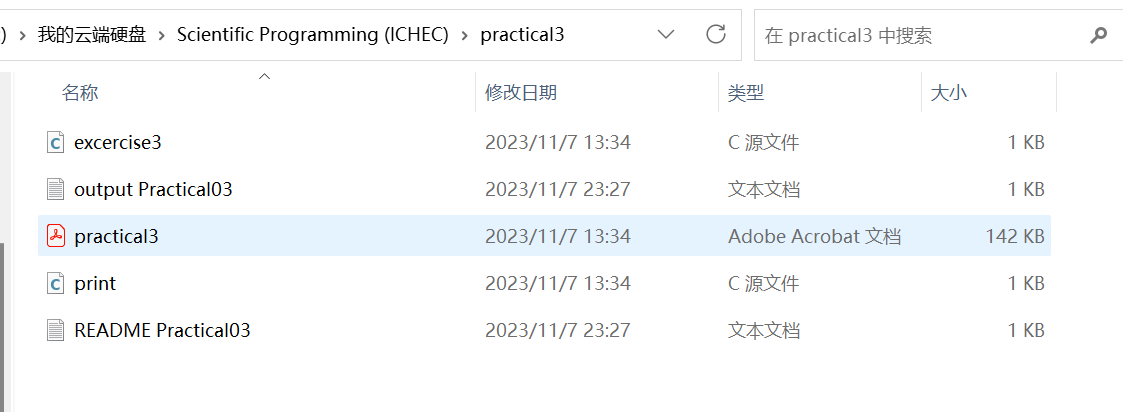 ) › 我的云端硬盘 › Scientific Programming (ICHEC) › practical3 在 practical3 中搜索
名称 修改日期 类型 大小
excercise3 2023/11/7 13:34 C 源文件 1 KB
output Practical03 2023/11/7 23:27 文本文档 1 KB
practical3 2023/11/7 13:34 Adobe Acrobat 文档 142 KB
print 2023/11/7 13:34 C 源文件 1 KB
README Practical03 2023/11/7 23:27 文本文档 1 KB